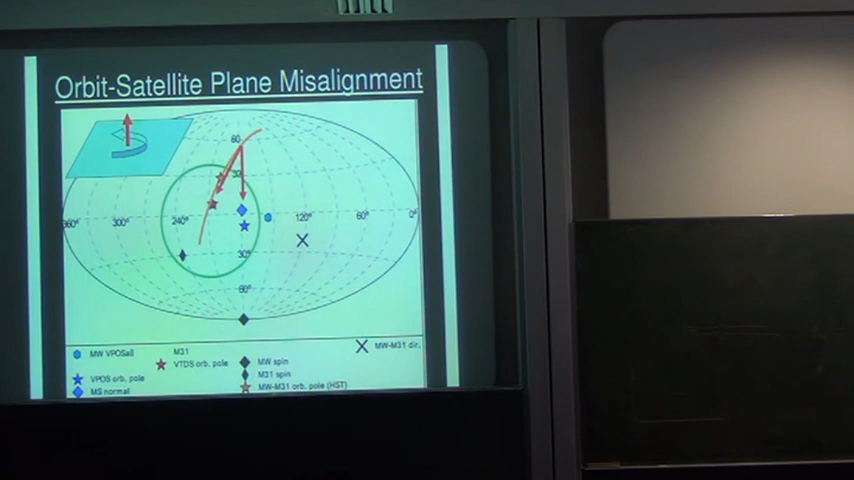 Orbit-Satellite Plane Misalignment
60
30
360° 300° 240° 120° 60° 0°
30°
60°
MW VPOSall M31 MW-M31 dir.
VTDS orb. pole MW spin
VPOS orb. pole M31 spin
MS normal MW-M31 orb. pole (HST)